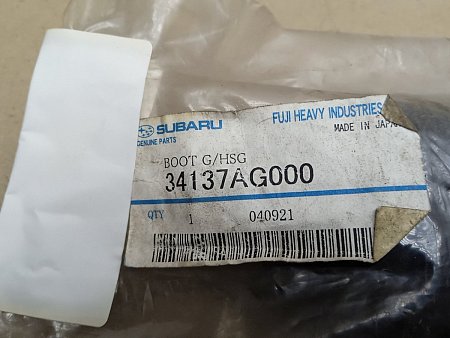 SUBARU
GENUINE PARTS
FUJI HEAVY INDUSTRIES
MADE IN JAPAN
BOOT G/HSG
34137AG000
QTY 1 040921